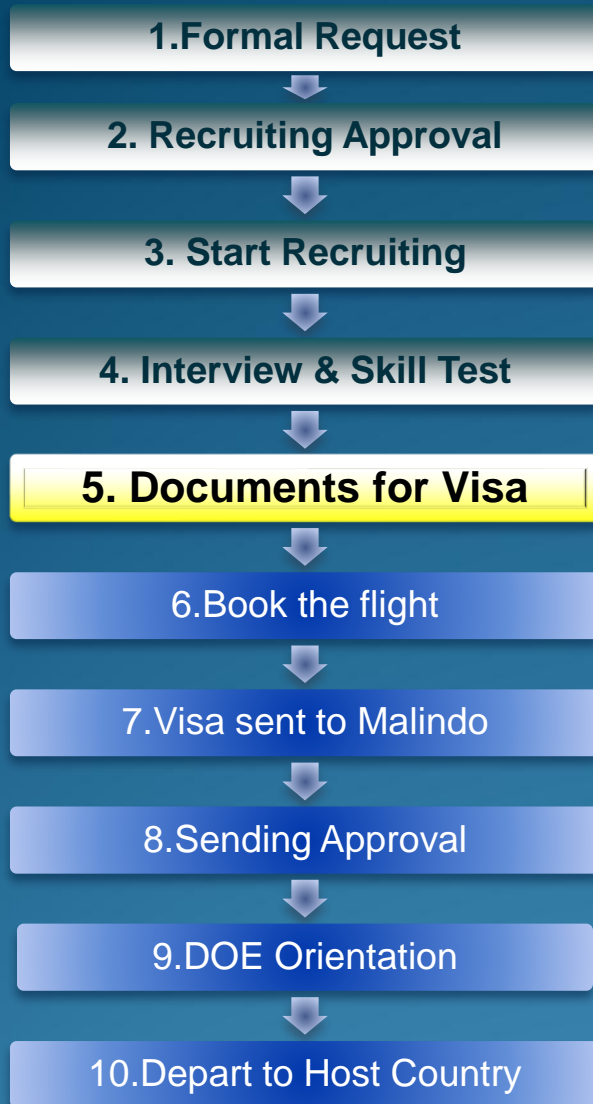 1.Formal Request
2. Recruiting Approval
3. Start Recruiting
4. Interview & Skill Test
5. Documents for Visa
6.Book the flight
7.Visa sent to Malindo
8.Sending Approval
9.DOE Orientation
10.Depart to Host Country